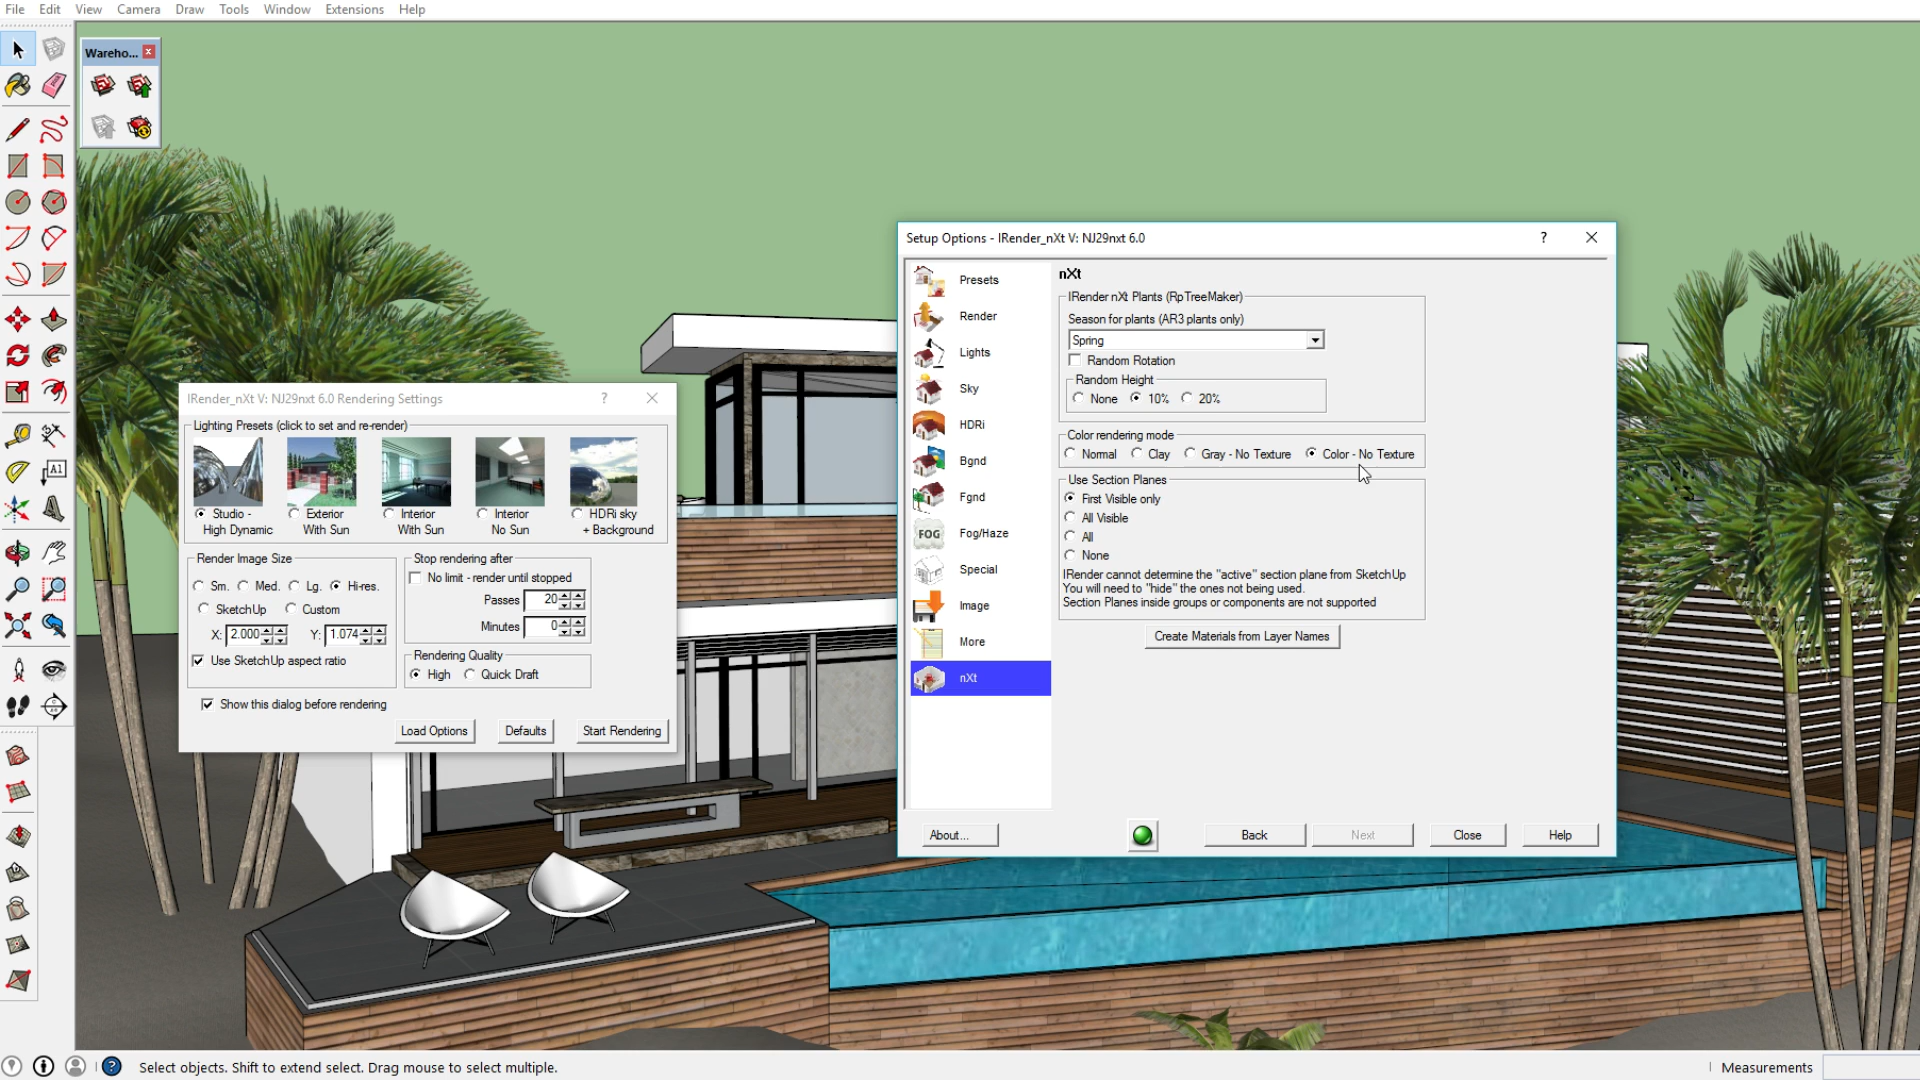 File Edit View Camera Draw Tools Window Extensions Help
Wareho...
A1
IRender_nXt V: NJ29nxt 6.0 Rendering Settings
?
Lighting Presets (click to set and re-render)
Studio - High Dynamic
Exterior With Sun
Interior With Sun
Interior No Sun
HDRi sky + Background
Render Image Size
Sm. Med. Lg. Hi-res.
SketchUp Custom
X: 2.000 Y: 1.074
Use SketchUp aspect ratio
Stop rendering after
No limit - render until stopped
Passes 20
Minutes 0
Rendering Quality
High Quick Draft
Show this dialog before rendering
Load Options Defaults Start Rendering
Setup Options - IRender_nXt V: NJ29nxt 6.0
?
Presets
Render
Lights
Sky
HDRi
Bgnd
Fgnd
FOG Fog/Haze
Special
Image
More
nXt
nXt
IRender nXt Plants (RpTreeMaker)
Season for plants (AR3 plants only)
Spring
Random Rotation
Random Height
None 10% 20%
Color rendering mode
Normal Clay Gray - No Texture Color - No Texture
Use Section Planes
First Visible only
All Visible
All
None
IRender cannot determine the "active" section plane from SketchUp
You will need to "hide" the ones not being used.
Section Planes inside groups or components are not supported
Create Materials from Layer Names
About... Back Next Close Help
? Select objects. Shift to extend select. Drag mouse to select multiple.
Measurements